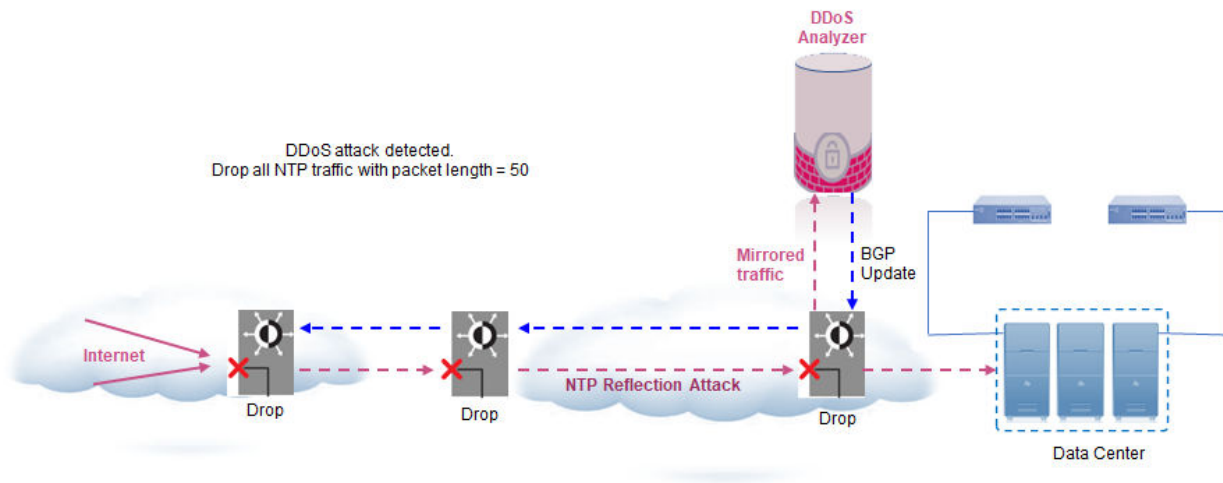 DDoS
Analyzer
DDoS attack detected.
Drop all NTP traffic with packet length = 50
Mirrored
traffic
BGP
Update
Internet
NTP Reflection Attack
Drop
Drop
Drop
Data Center